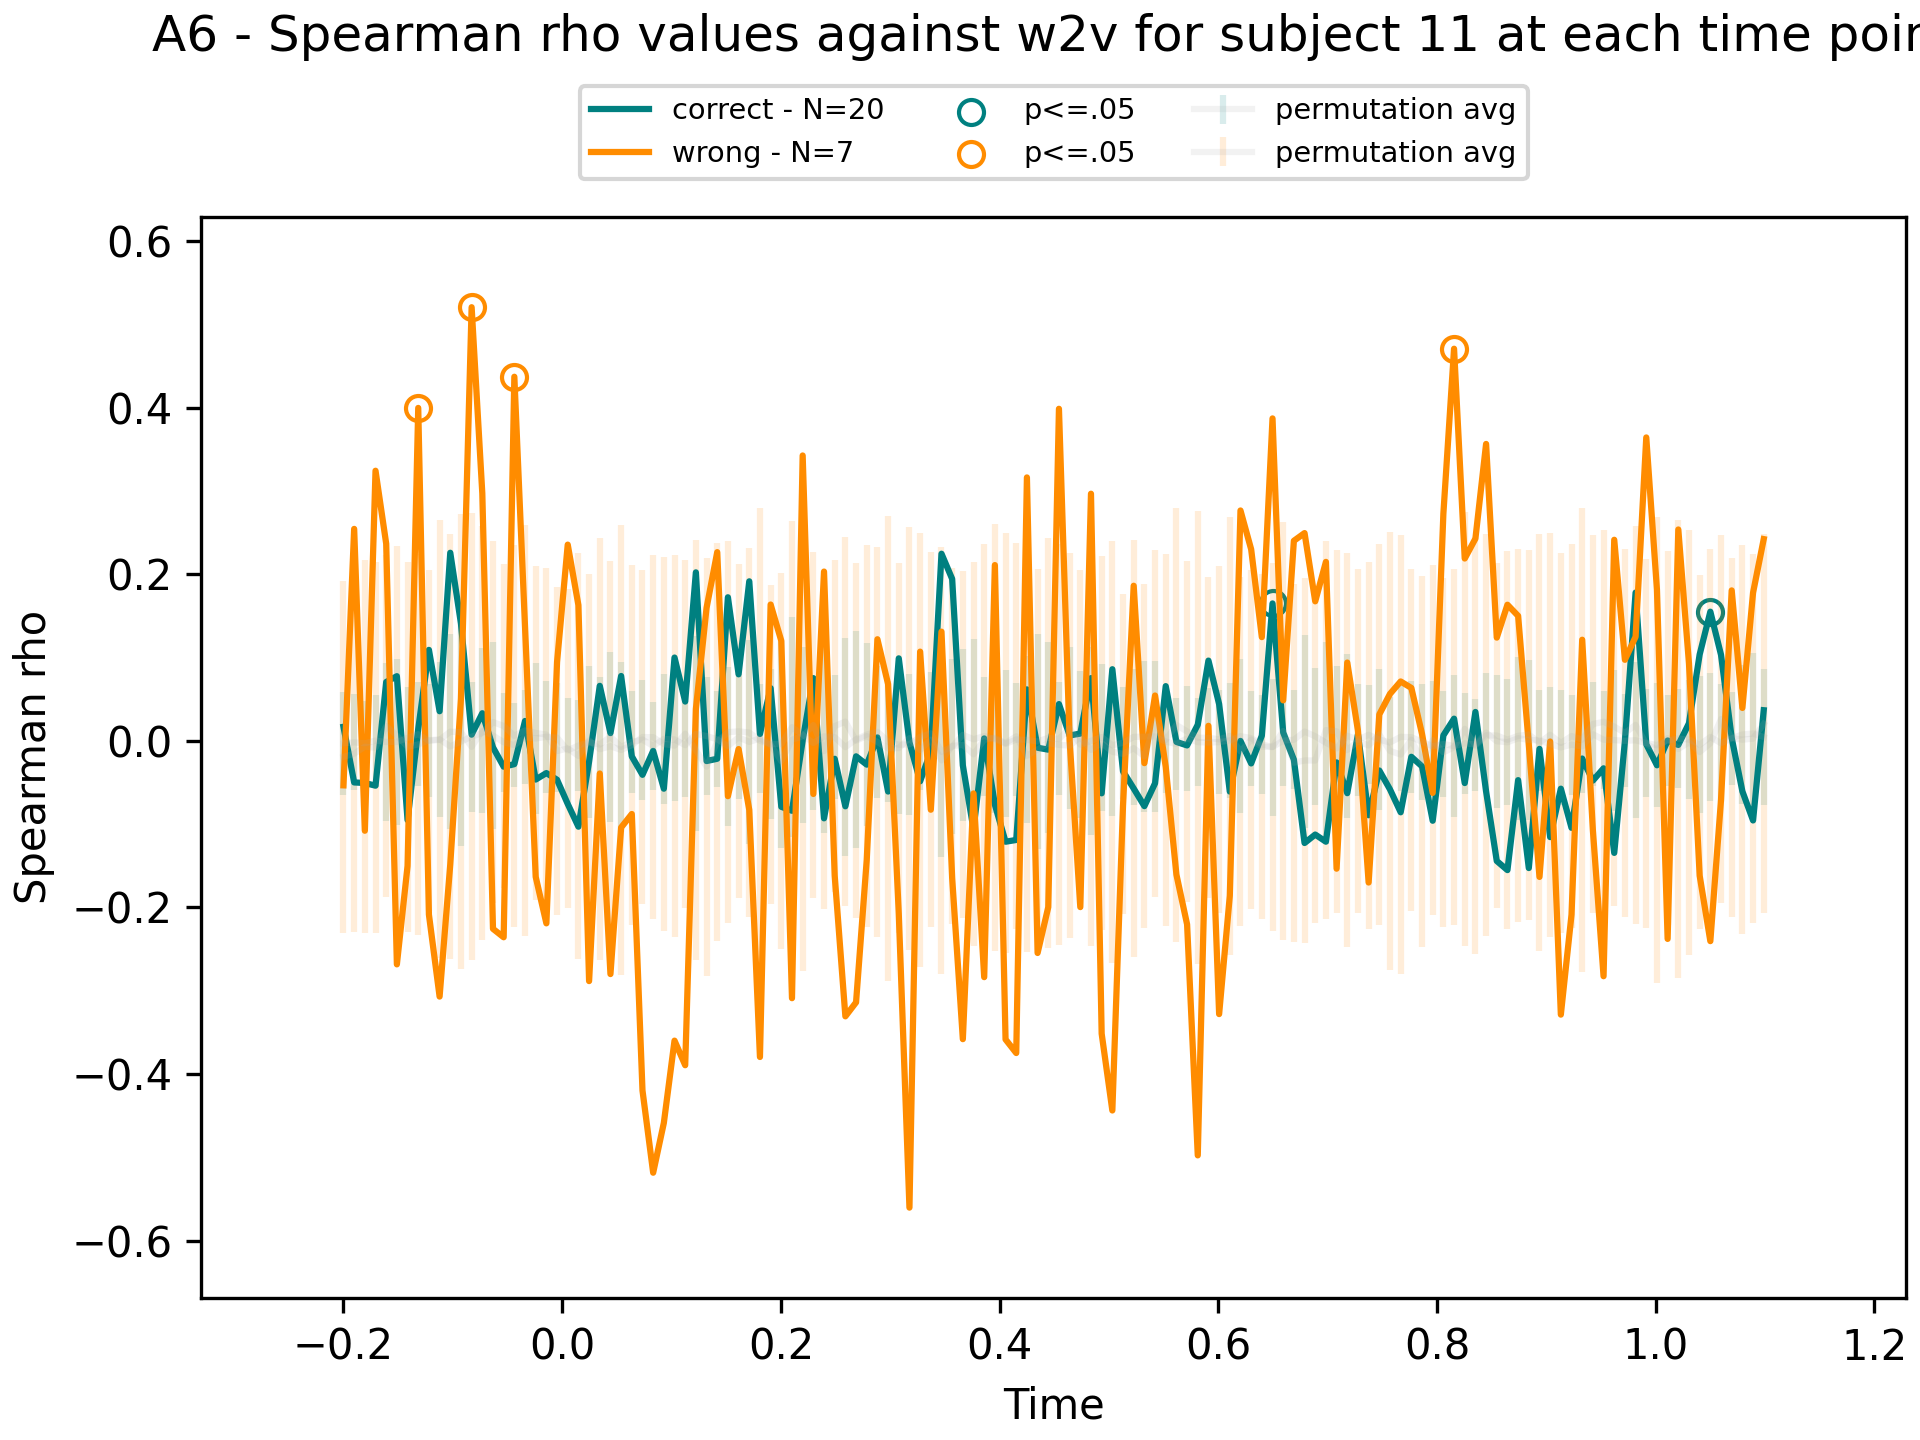 A6 - Spearman rho values against w2v for subject 11 at each time poin
correct - N=20
wrong - N=7
p<=.05
p<=.05
permutation avg
permutation avg
Spearman rho
0.6
0.4
0.2
0.0
−0.2
−0.4
−0.6
−0.2 0.0 0.2 0.4 0.6 0.8 1.0 1.2
Time